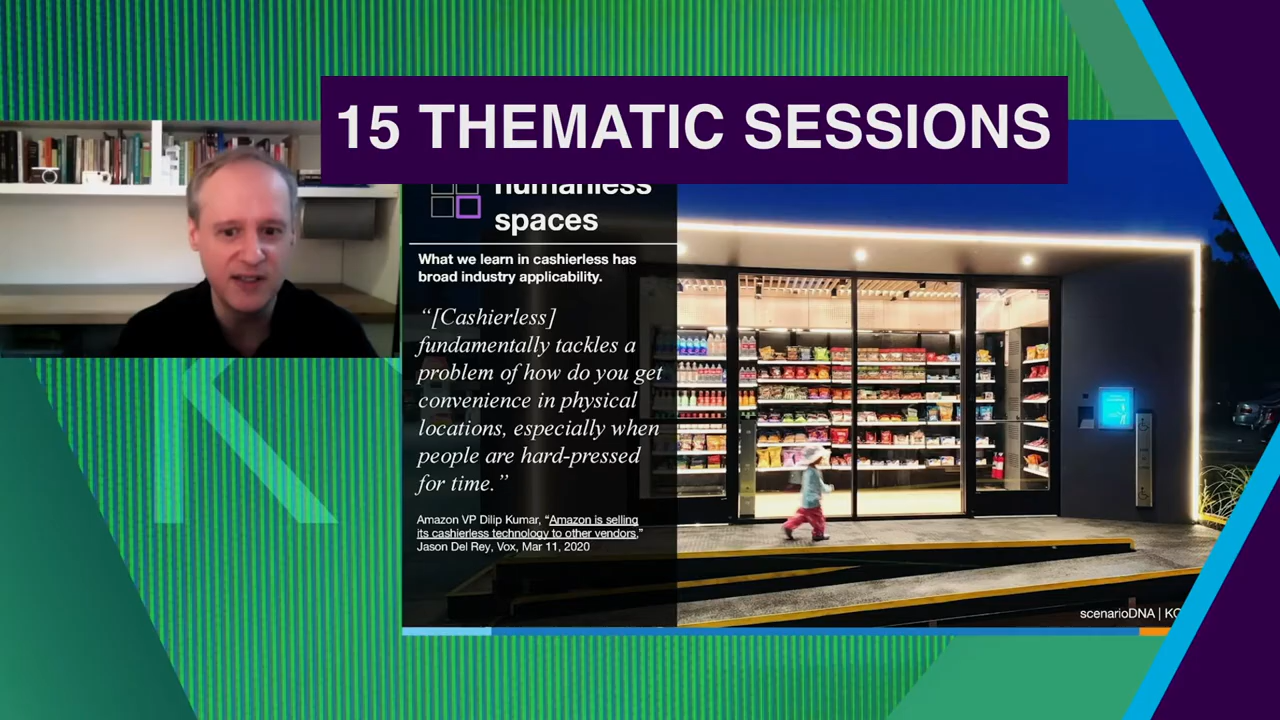 15 THEMATIC SESSIONS
humanless
spaces
What we learn in cashierless has
broad industry applicability.
“[Cashierless]
fundamentally tackles a
problem of how do you get
convenience in physical
locations, especially when
people are hard-pressed
for time.”
Amazon VP Dilip Kumar, “Amazon is selling
its cashierless technology to other vendors,”
Jason Del Rey, Vox, Mar 11, 2020
scenarioDNA |